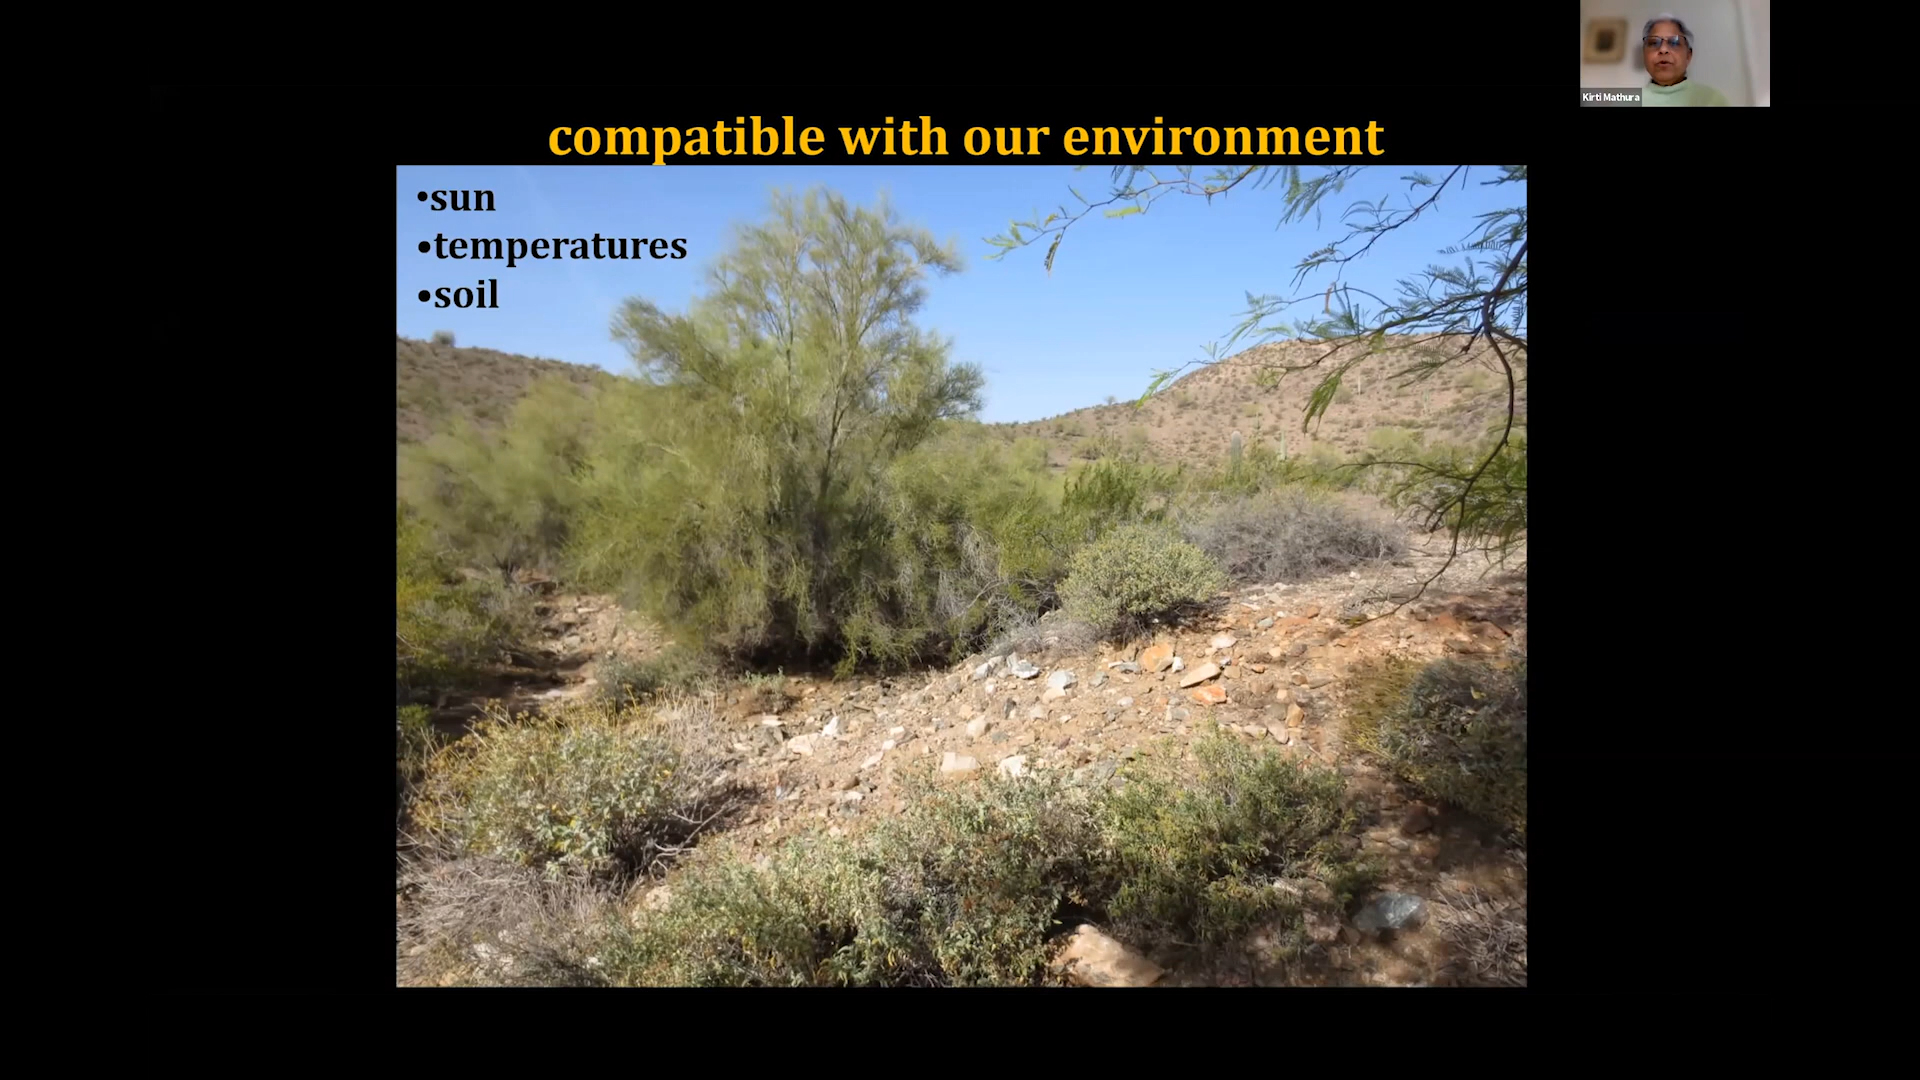 Kirti Mathura
compatible with our environment
•sun
•temperatures
•soil